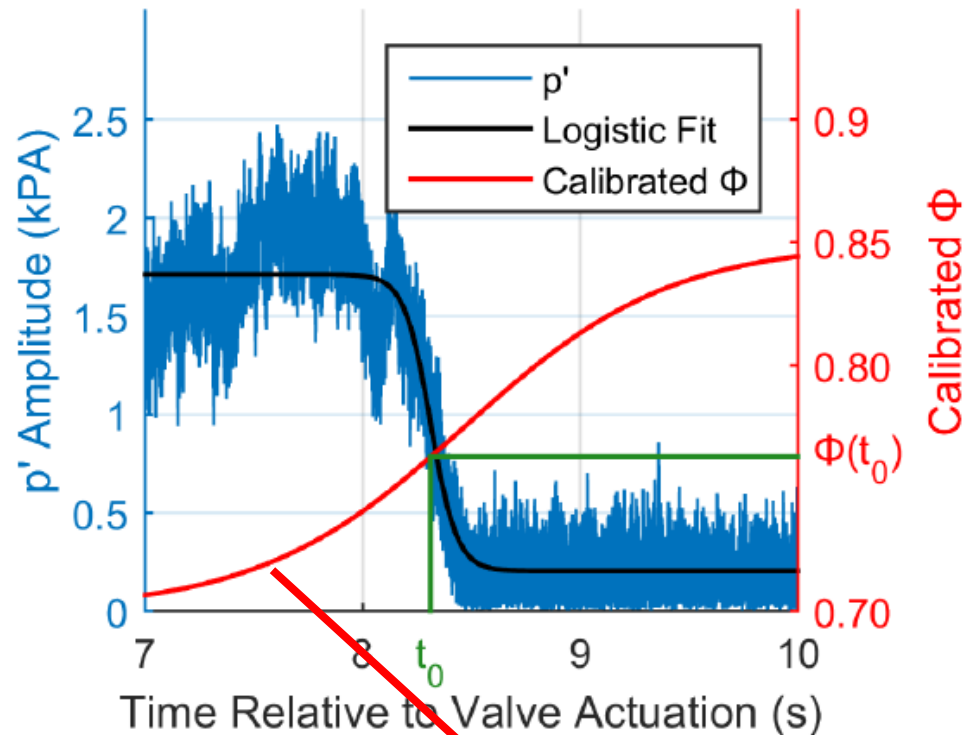 p'
Logistic Fit
Calibrated Φ
2.5
2
1.5
1
0.5
0
p' Amplitude (kPA)
0.9
0.85
0.80
Φ(t0)
0.70
Calibrated Φ
7
8
t0
9
10
Time Relative to Valve Actuation (s)